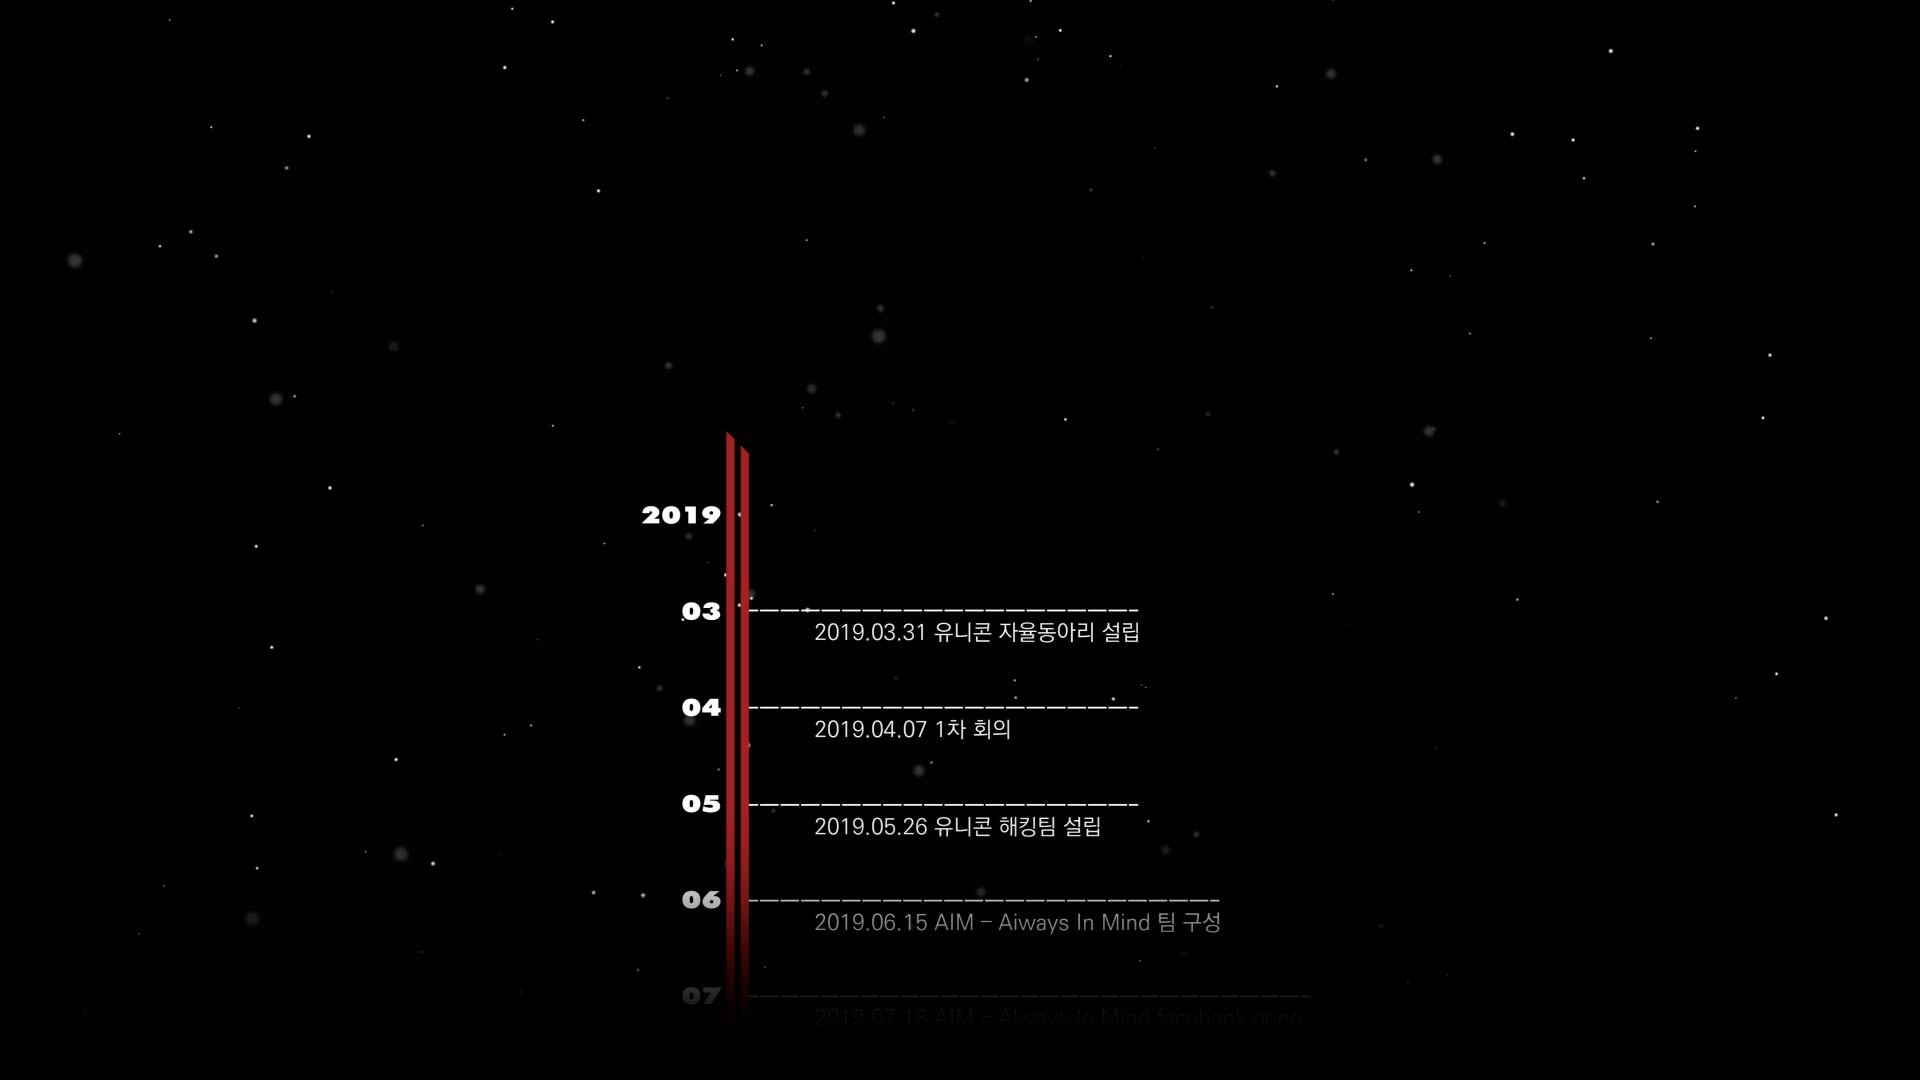 2019
03
2019.03.31 유니콘 자율동아리 설립
04
2019.04.07 1차 회의
05
2019.05.26 유니콘 해킹팀 설립
06
2019.06.15 AIM - Aiways In Mind 팀 구성
07
2019.07.18 AIM - Always In Mind facebook open